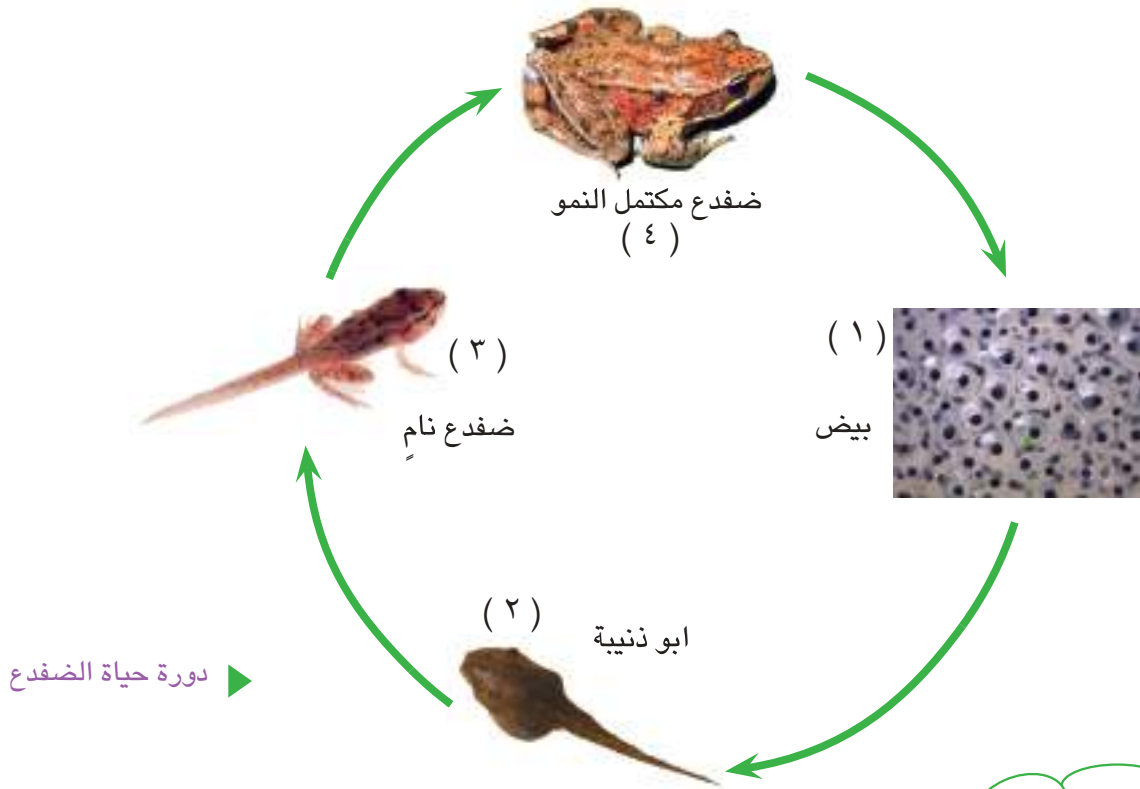 ضفدع مكتمل النمو
( ٤ )
( ١ )
بيض
( ٢ )
ابو ذنيبة
( ٣ )
ضفدع نامٍ
دورة حياة الضفدع